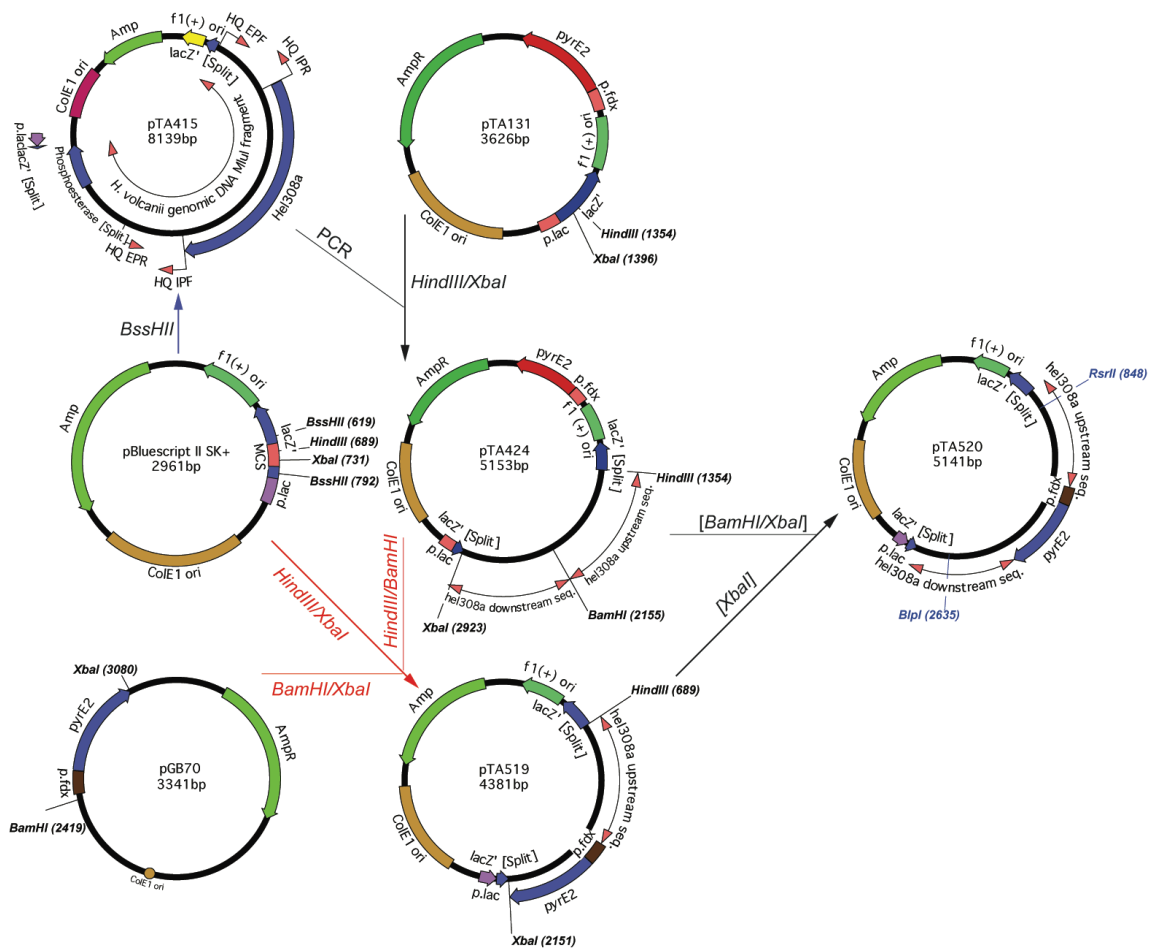 f1(+) ori
HQ EPF
Amp
lacZ' [Split]
HQ IPR
ColE1 ori
pTA415
8139bp
p.lac
lacZ' [Split]
Phosphoesterase [Split]
H. volcanii genomic DNA MluI fragment
Hel308a
HQ EPR
HQ IPF
pyrE2
AmpR
p.fdx
pTA131
3626bp
f1(+) ori
lacZ'
ColE1 ori
p.lac
HindIII (1354)
XbaI (1396)
PCR
HindIII/XbaI
BssHII
f1(+) ori
Amp
pBluescript II SK+
2961bp
lacZ'
MCS
p.lac
BssHII (619)
HindIII (689)
XbaI (731)
BssHII (792)
ColE1 ori
pyrE2
AmpR
p.fdx
f1(+) ori
pTA424
5153bp
lacZ' [Split]
ColE1 ori
HindIII (1354)
lacZ' [Split]
p.lac
hel308a upstream seq.
hel308a downstream seq.
BamHI (2155)
XbaI (2923)
[BamHI/XbaI]
[XbaI]
f1(+) ori
Amp
lacZ' [Split]
hel308a upstream seq.
RsrII (848)
pTA520
5141bp
ColE1 ori
p.fdx
lacZ' [Split]
p.lac
pyrE2
hel308a downstream seq.
BlpI (2635)
HindIII/XbaI
HindIII/BamHI
BamHI/XbaI
XbaI (3080)
pyrE2
AmpR
pGB70
3341bp
p.fdx
BamHI (2419)
ColE1 ori
f1(+) ori
HindIII (689)
Amp
lacZ' [Split]
hel308a upstream seq.
pTA519
4381bp
ColE1 ori
p.fdx
lacZ' [Split]
p.lac
pyrE2
XbaI (2151)